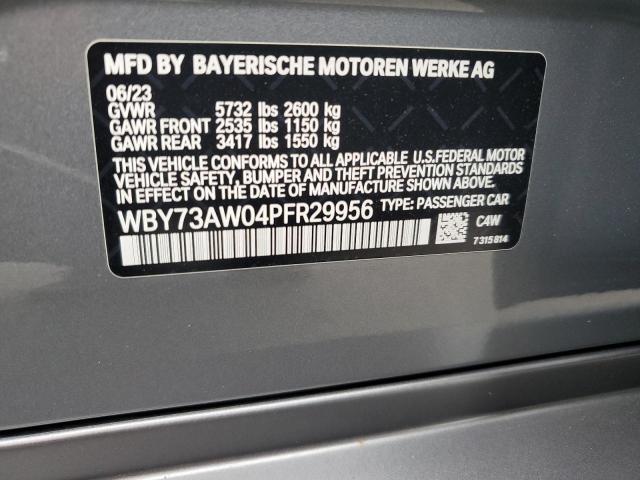 MFD BY BAYERISCHE MOTOREN WERKE AG
06/23
GVWR 5732 lbs 2600 kg
GAWR FRONT 2535 lbs 1150 kg
GAWR REAR 3417 lbs 1550 kg
THIS VEHICLE CONFORMS TO ALL APPLICABLE U.S.FEDERAL MOTOR
VEHICLE SAFETY, BUMPER AND THEFT PREVENTION STANDARDS
IN EFFECT ON THE DATE OF MANUFACTURE SHOWN ABOVE.
WBY73AW04PFR29956 TYPE: PASSENGER CAR
C4W
7315814